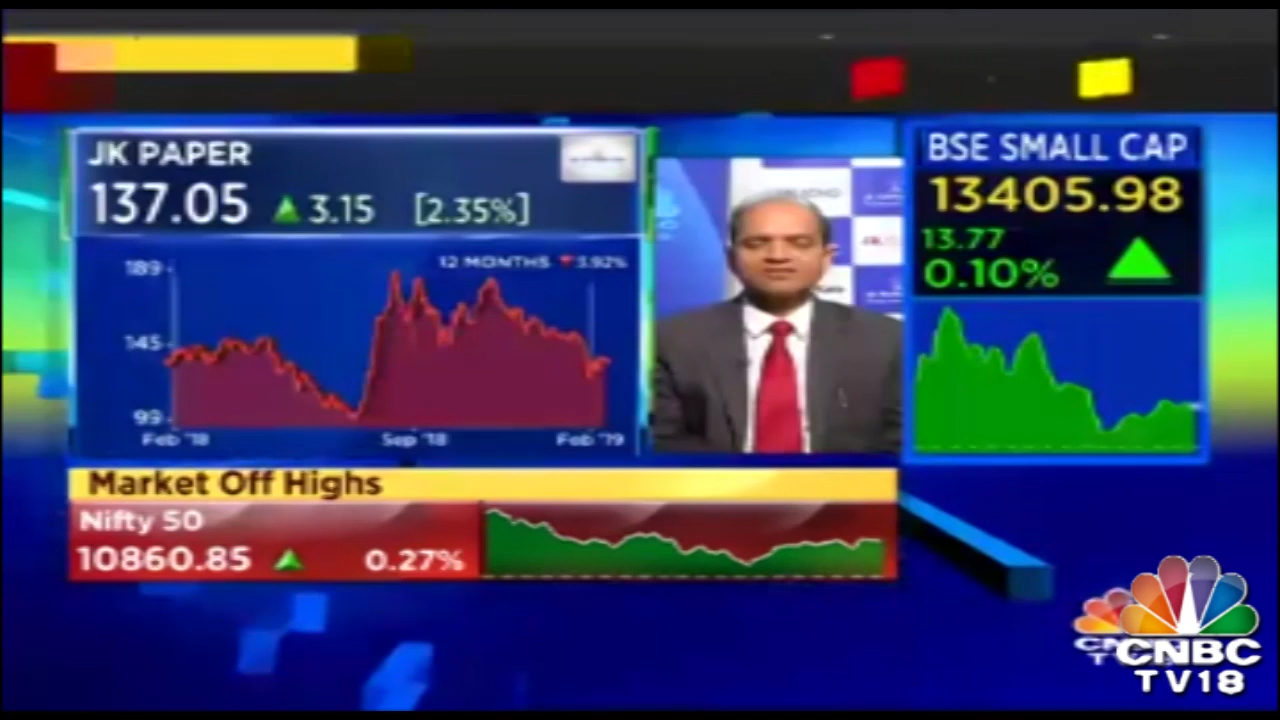 JK PAPER
137.05 ▲ 3.15 [2.35%]
12 MONTHS ▼ 3.92%
189
145
99
Feb '18 Sep '18 Feb '19
BSE SMALL CAP
13405.98
13.77
0.10%
Market Off Highs
Nifty 50
10860.85 ▲ 0.27%
CNBC
TV18